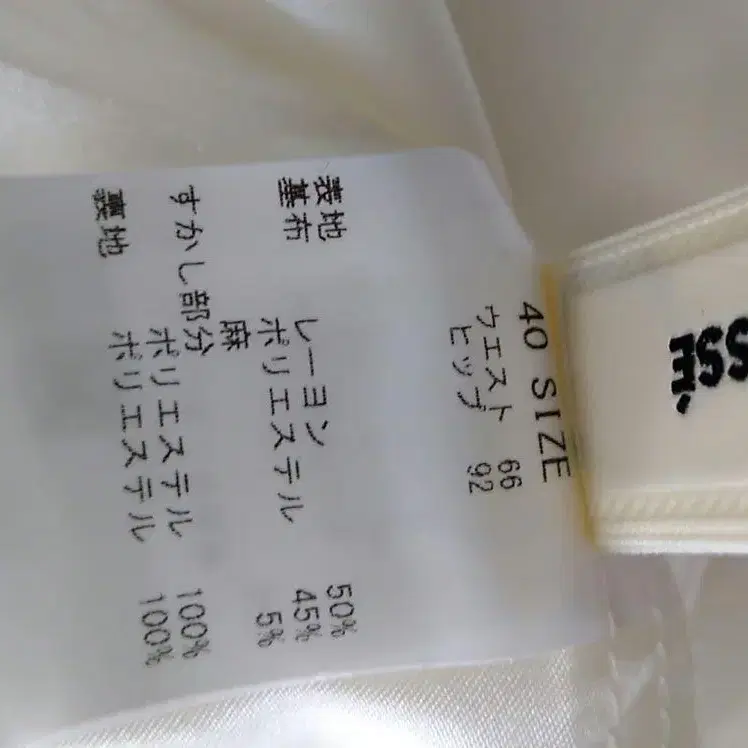 40 SIZE
ウエスト 66
ヒップ 92
表地 レーヨン 50%
基布 ポリエステル 45%
麻 5%
すかし部分 ポリエステル 100%
裏地 ポリエステル 100%